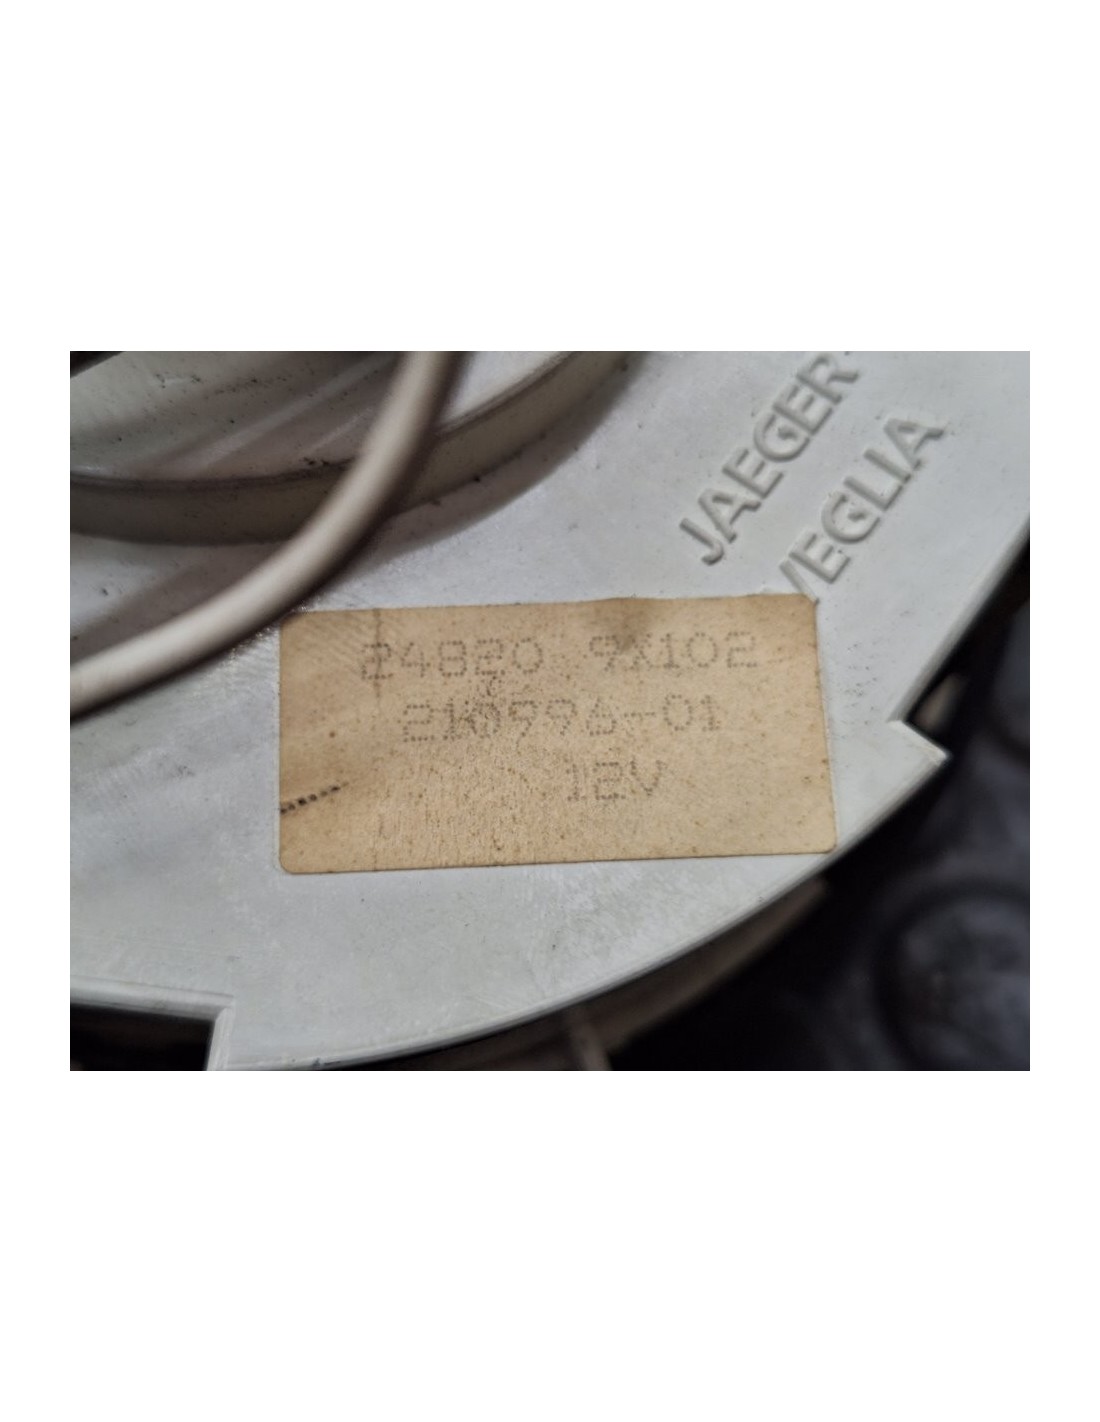 JAEGER
VEGLIA
24820 9X102
210996-01
12V